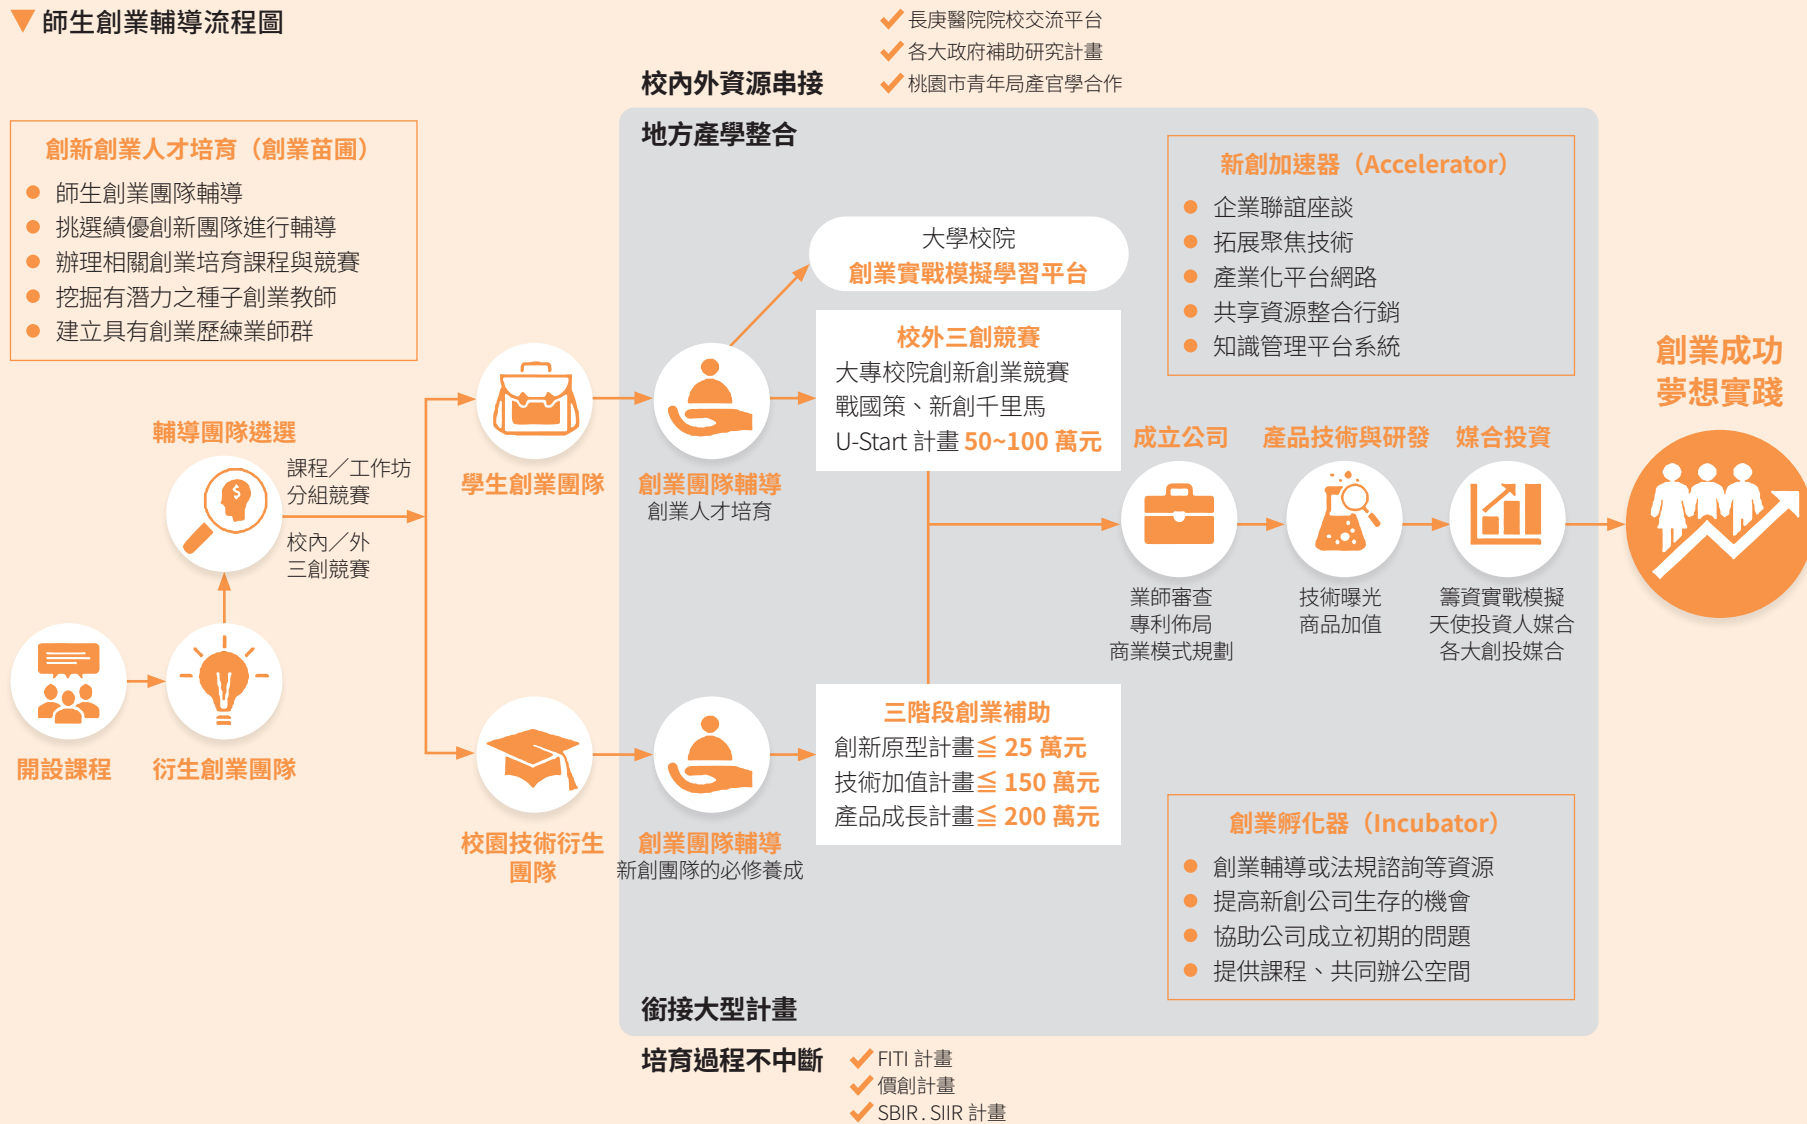 師生創業輔導流程圖
長庚醫院院校交流平台
各大政府補助研究計畫
桃園市青年局產官學合作
校內外資源串接
地方產學整合
創新創業人才培育（創業苗圃）
師生創業團隊輔導
挑選績優創新團隊進行輔導
辦理相關創業培育課程與競賽
挖掘有潛力之種子創業教師
建立具有創業歷練業師群
開設課程
衍生創業團隊
輔導團隊遴選
課程／工作坊
分組競賽
校內／外
三創競賽
學生創業團隊
創業團隊輔導
創業人才培育
大學校院
創業實戰模擬學習平台
校外三創競賽
大專校院創新創業競賽
戰國策、新創千里馬
U-Start 計畫 50~100 萬元
校園技術衍生
團隊
創業團隊輔導
新創團隊的必修養成
三階段創業補助
創新原型計畫≦ 25 萬元
技術加值計畫≦ 150 萬元
產品成長計畫≦ 200 萬元
新創加速器（Accelerator）
企業聯誼座談
拓展聚焦技術
產業化平台網路
共享資源整合行銷
知識管理平台系統
成立公司
業師審查
專利佈局
商業模式規劃
產品技術與研發
技術曝光
商品加值
媒合投資
籌資實戰模擬
天使投資人媒合
各大創投媒合
創業成功
夢想實踐
創業孵化器（Incubator）
創業輔導或法規諮詢等資源
提高新創公司生存的機會
協助公司成立初期的問題
提供課程、共同辦公空間
銜接大型計畫
培育過程不中斷
FITI 計畫
價創計畫
SBIR . SIIR 計畫